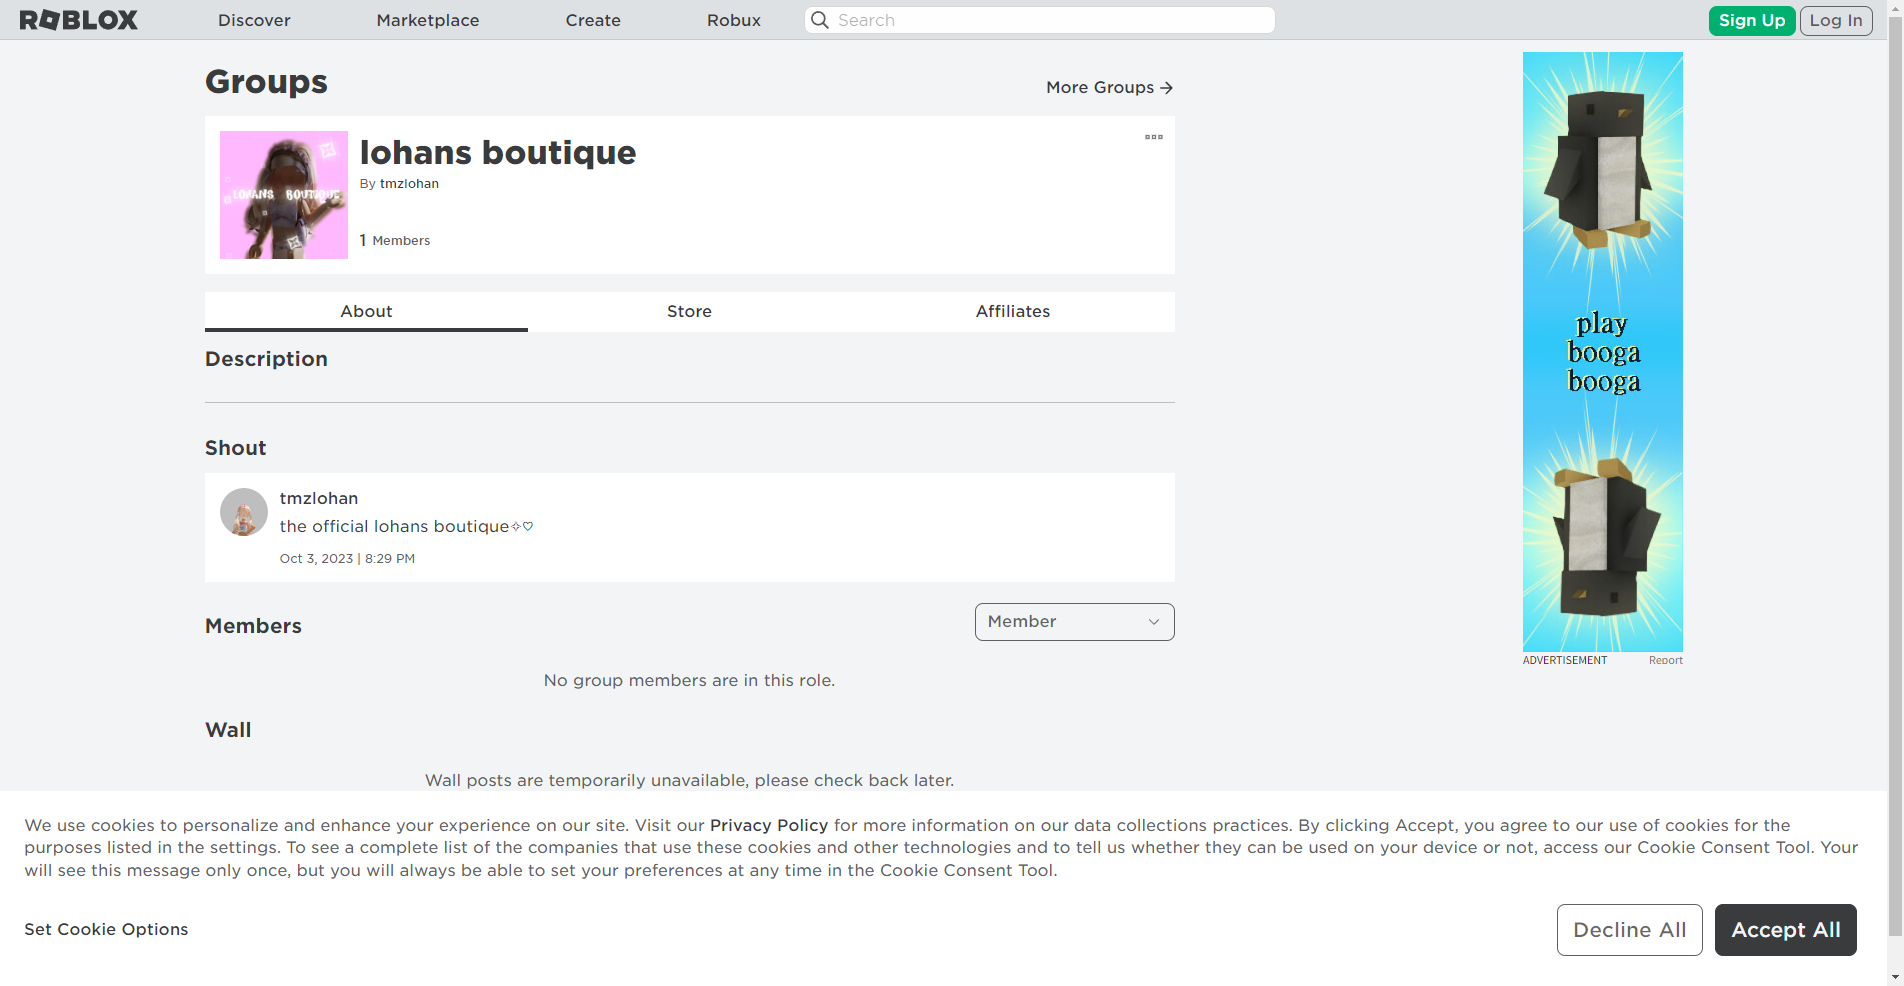 ROBLOX
Discover
Marketplace
Create
Robux
Search
Sign Up
Log In
Groups
More Groups
LOHANS BOUTIQUE
lohans boutique
By tmzlohan
1 Members
About
Store
Affiliates
Description
Shout
tmzlohan
the official lohans boutique✧♡
Oct 3, 2023 | 8:29 PM
Members
Member
No group members are in this role.
Wall
Wall posts are temporarily unavailable, please check back later.
play
booga
booga
ADVERTISEMENT
Report
We use cookies to personalize and enhance your experience on our site. Visit our Privacy Policy for more information on our data collections practices. By clicking Accept, you agree to our use of cookies for the
purposes listed in the settings. To see a complete list of the companies that use these cookies and other technologies and to tell us whether they can be used on your device or not, access our Cookie Consent Tool. Your
will see this message only once, but you will always be able to set your preferences at any time in the Cookie Consent Tool.
Set Cookie Options
Decline All
Accept All